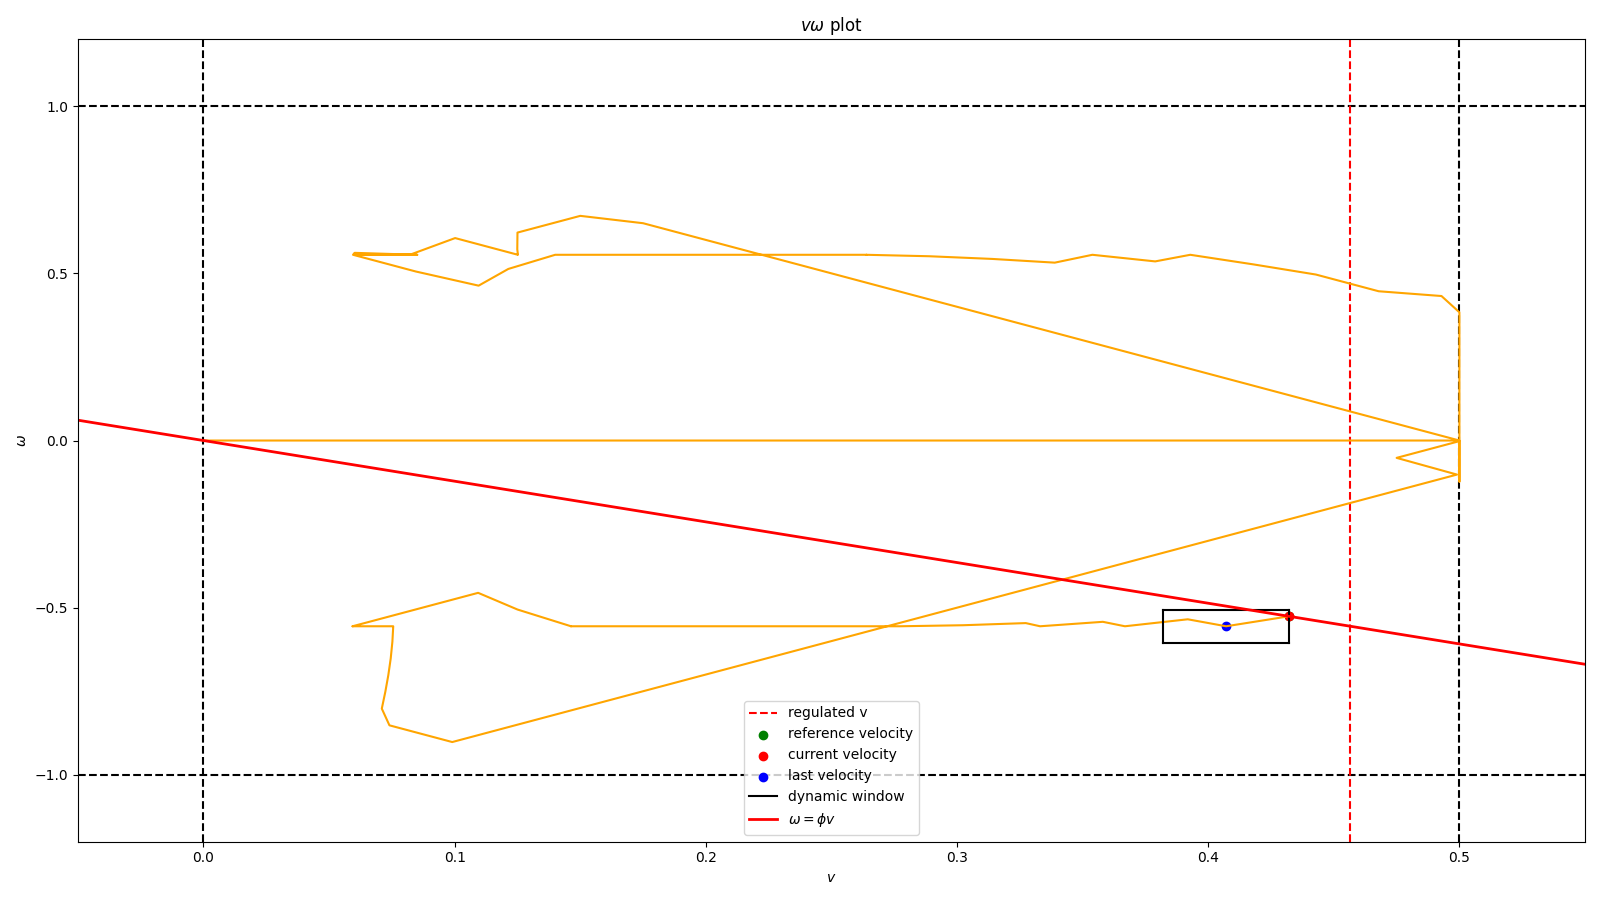 vω plot
1.0
0.5
0.0
−0.5
−1.0
ω
0.0 0.1 0.2 0.3 0.4 0.5
v
regulated v
reference velocity
current velocity
last velocity
dynamic window
ω = ϕv